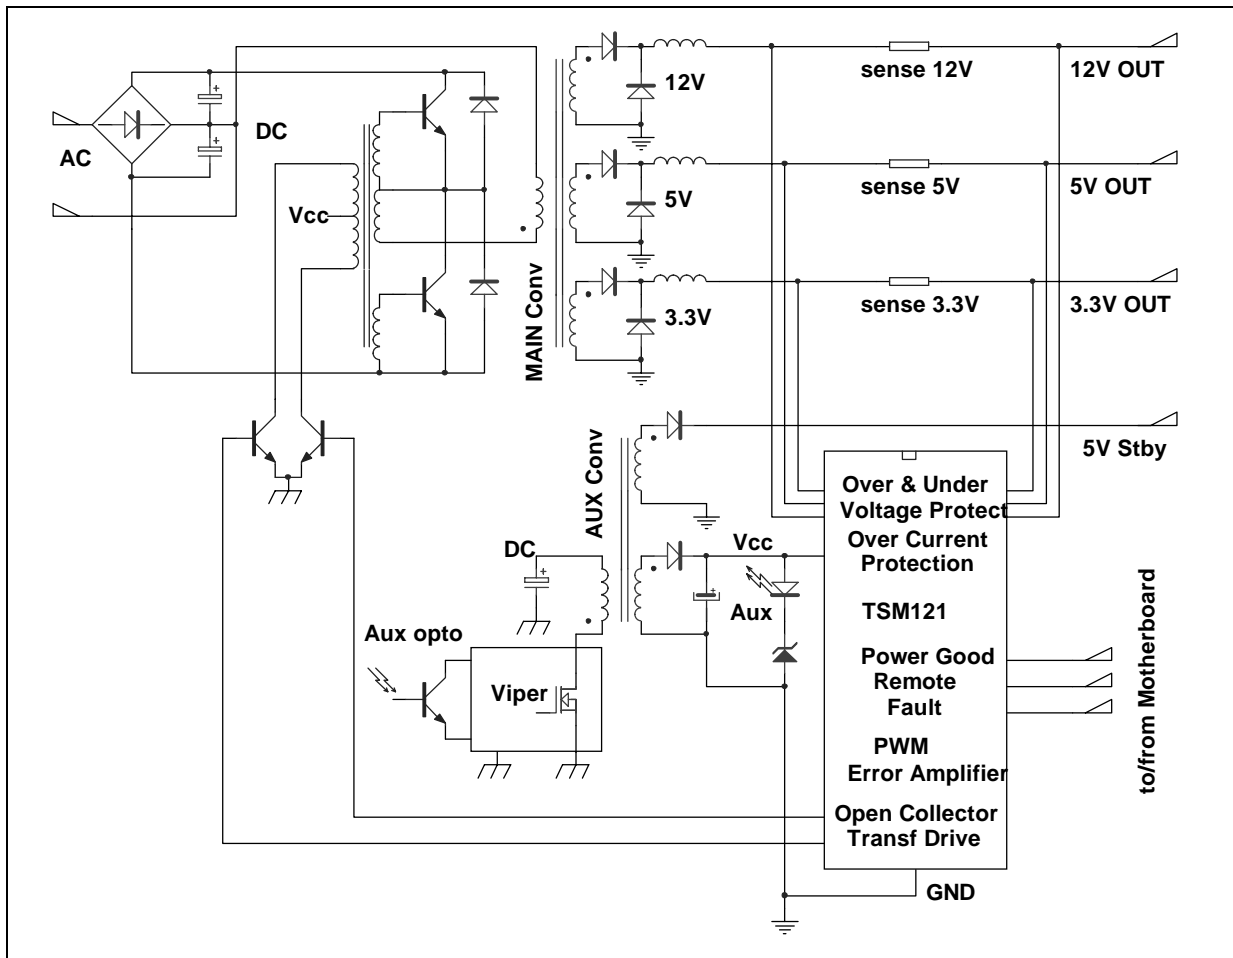 12V
sense 12V
12V OUT
AC
DC
5V
sense 5V
5V OUT
Vcc
MAIN Conv
3.3V
sense 3.3V
3.3V OUT
5V Stby
AUX Conv
Over & Under
Voltage Protect
Over Current
Protection
TSM121
Power Good
Remote
Fault
PWM
Error Amplifier
Open Collector
Transf Drive
DC
Vcc
Aux
Aux opto
Viper
to/from Motherboard
GND